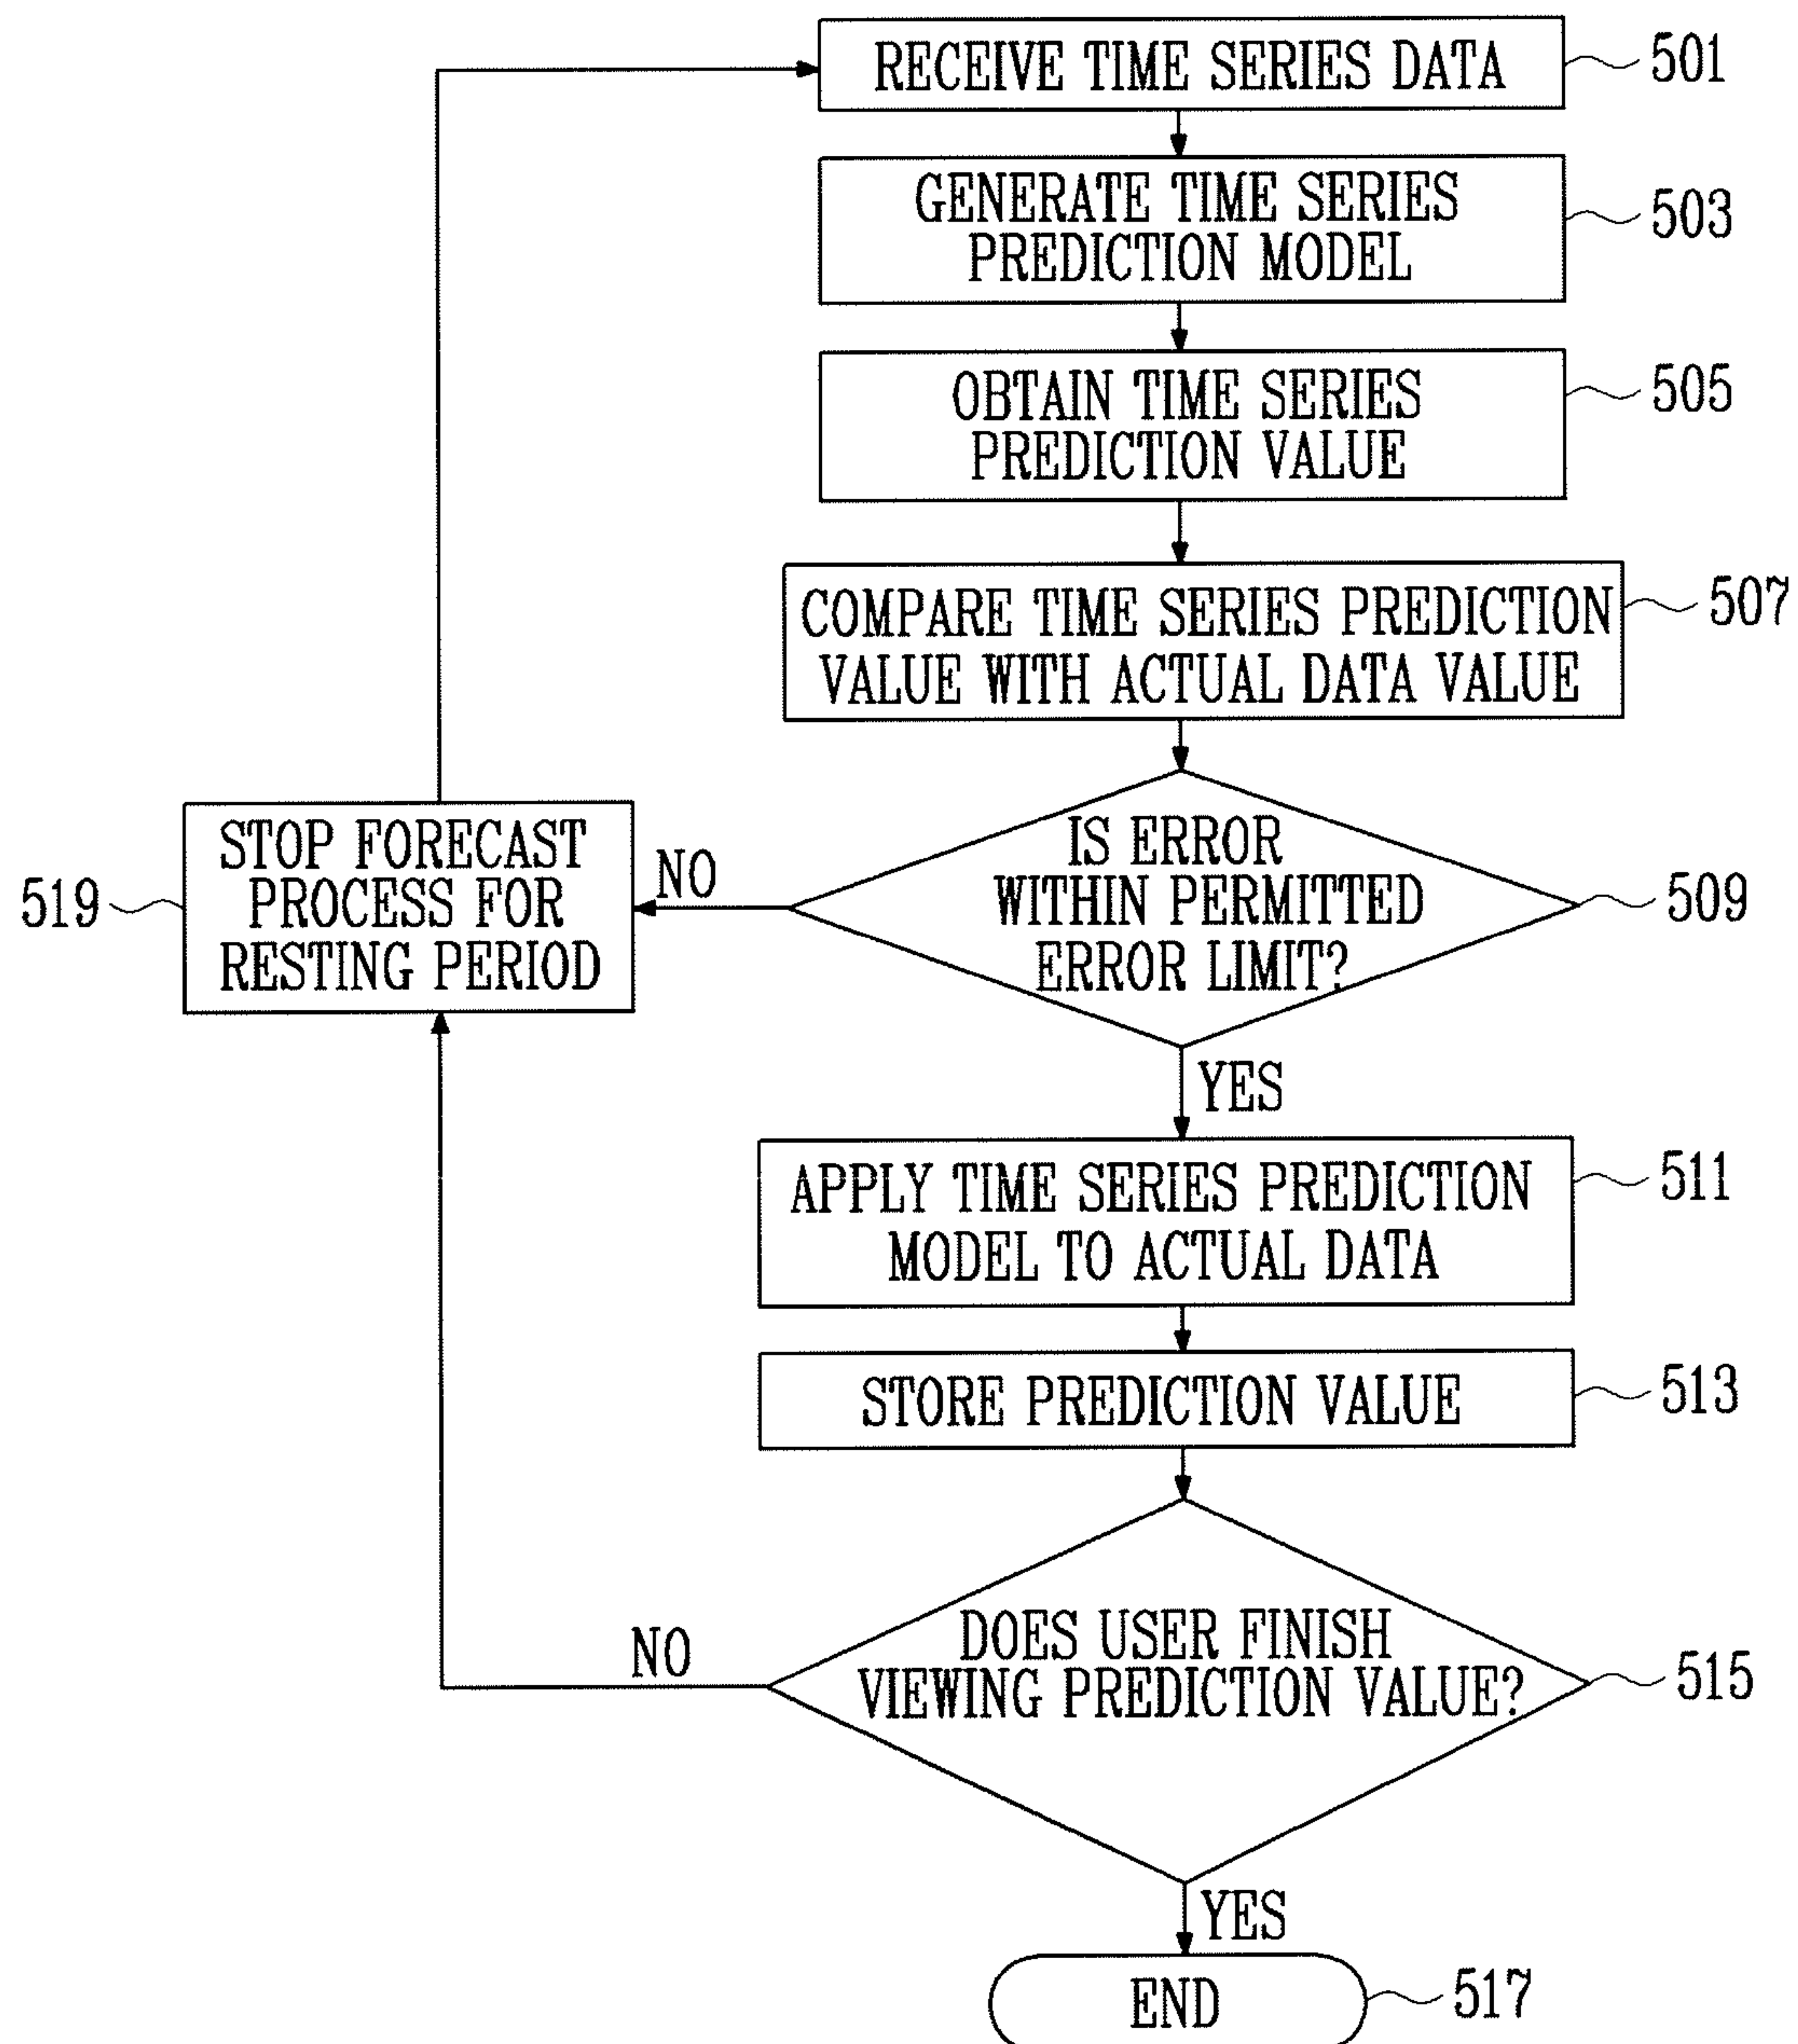 RECEIVE TIME SERIES DATA
501
GENERATE TIME SERIES
PREDICTION MODEL
503
OBTAIN TIME SERIES
PREDICTION VALUE
505
COMPARE TIME SERIES PREDICTION
VALUE WITH ACTUAL DATA VALUE
507
IS ERROR
WITHIN PERMITTED
ERROR LIMIT?
509
NO
STOP FORECAST
PROCESS FOR
RESTING PERIOD
519
YES
APPLY TIME SERIES PREDICTION
MODEL TO ACTUAL DATA
511
STORE PREDICTION VALUE
513
DOES USER FINISH
VIEWING PREDICTION VALUE?
515
NO
YES
END
517